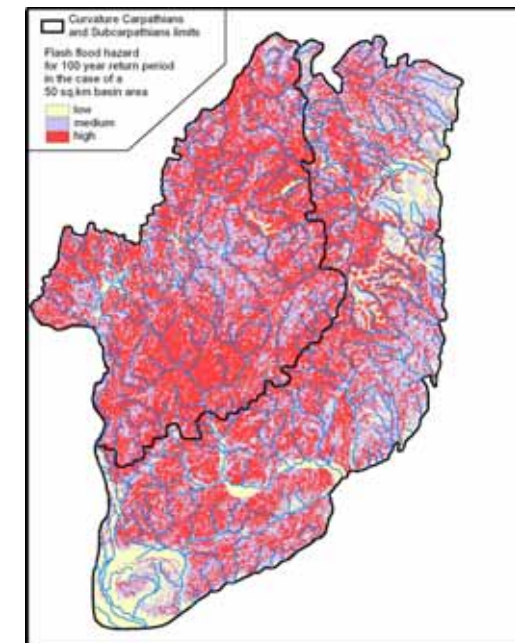 Curvature Carpathians
and Subcarpathians limits
Flash flood hazard
for 100 year return period
in the case of a
50 sq.km basin area
low
medium
high